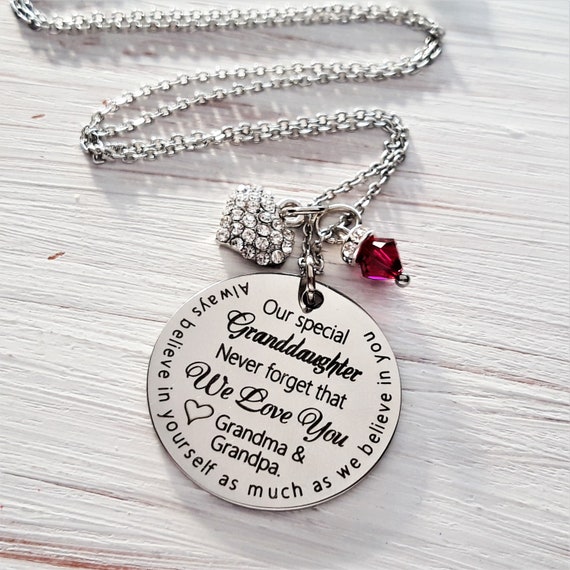 Our special
Granddaughter
Never forget that
We Love You
Grandma &
Grandpa.
Always believe in yourself as much as we believe in you